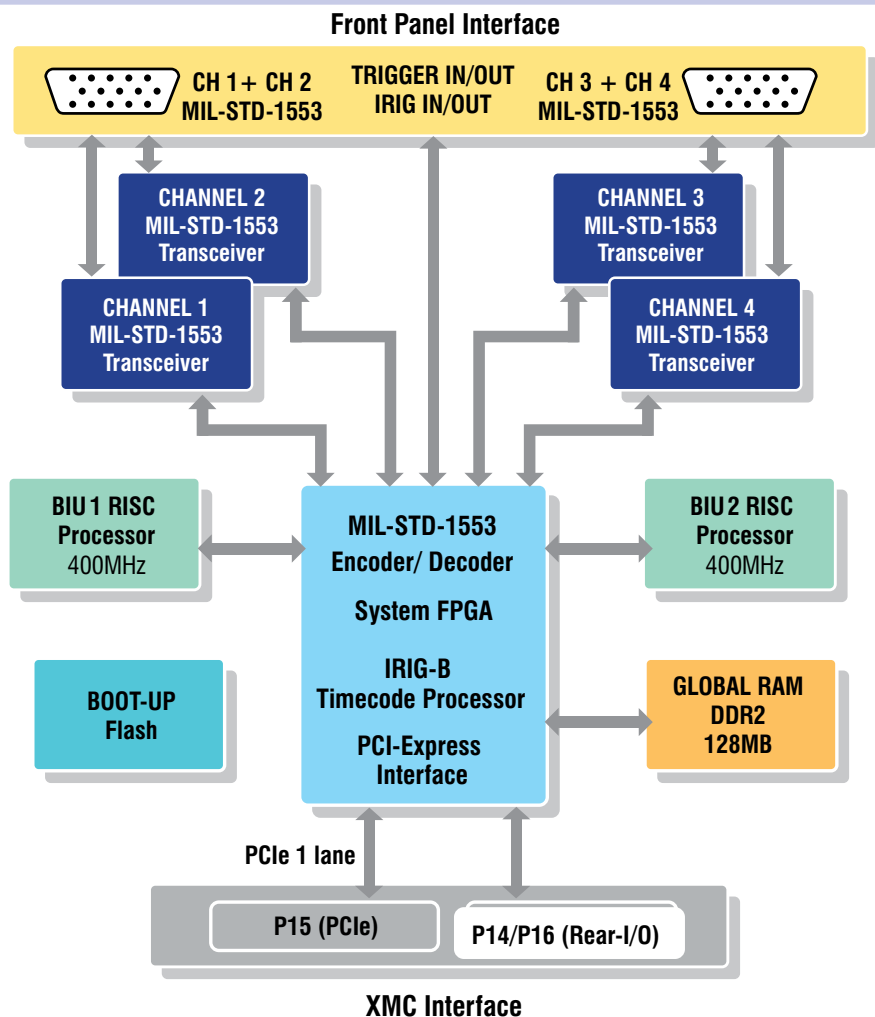 Front Panel Interface
CH 1 + CH 2
MIL-STD-1553
TRIGGER IN/OUT
IRIG IN/OUT
CH 3 + CH 4
MIL-STD-1553
CHANNEL 2
MIL-STD-1553
Transceiver
CHANNEL 3
MIL-STD-1553
Transceiver
CHANNEL 1
MIL-STD-1553
Transceiver
CHANNEL 4
MIL-STD-1553
Transceiver
BIU 1 RISC
Processor
400MHz
MIL-STD-1553
Encoder/ Decoder
System FPGA
IRIG-B
Timecode Processor
PCI-Express
Interface
BIU 2 RISC
Processor
400MHz
BOOT-UP
Flash
GLOBAL RAM
DDR2
128MB
PCIe 1 lane
P15 (PCIe)
P14/P16 (Rear-I/O)
XMC Interface